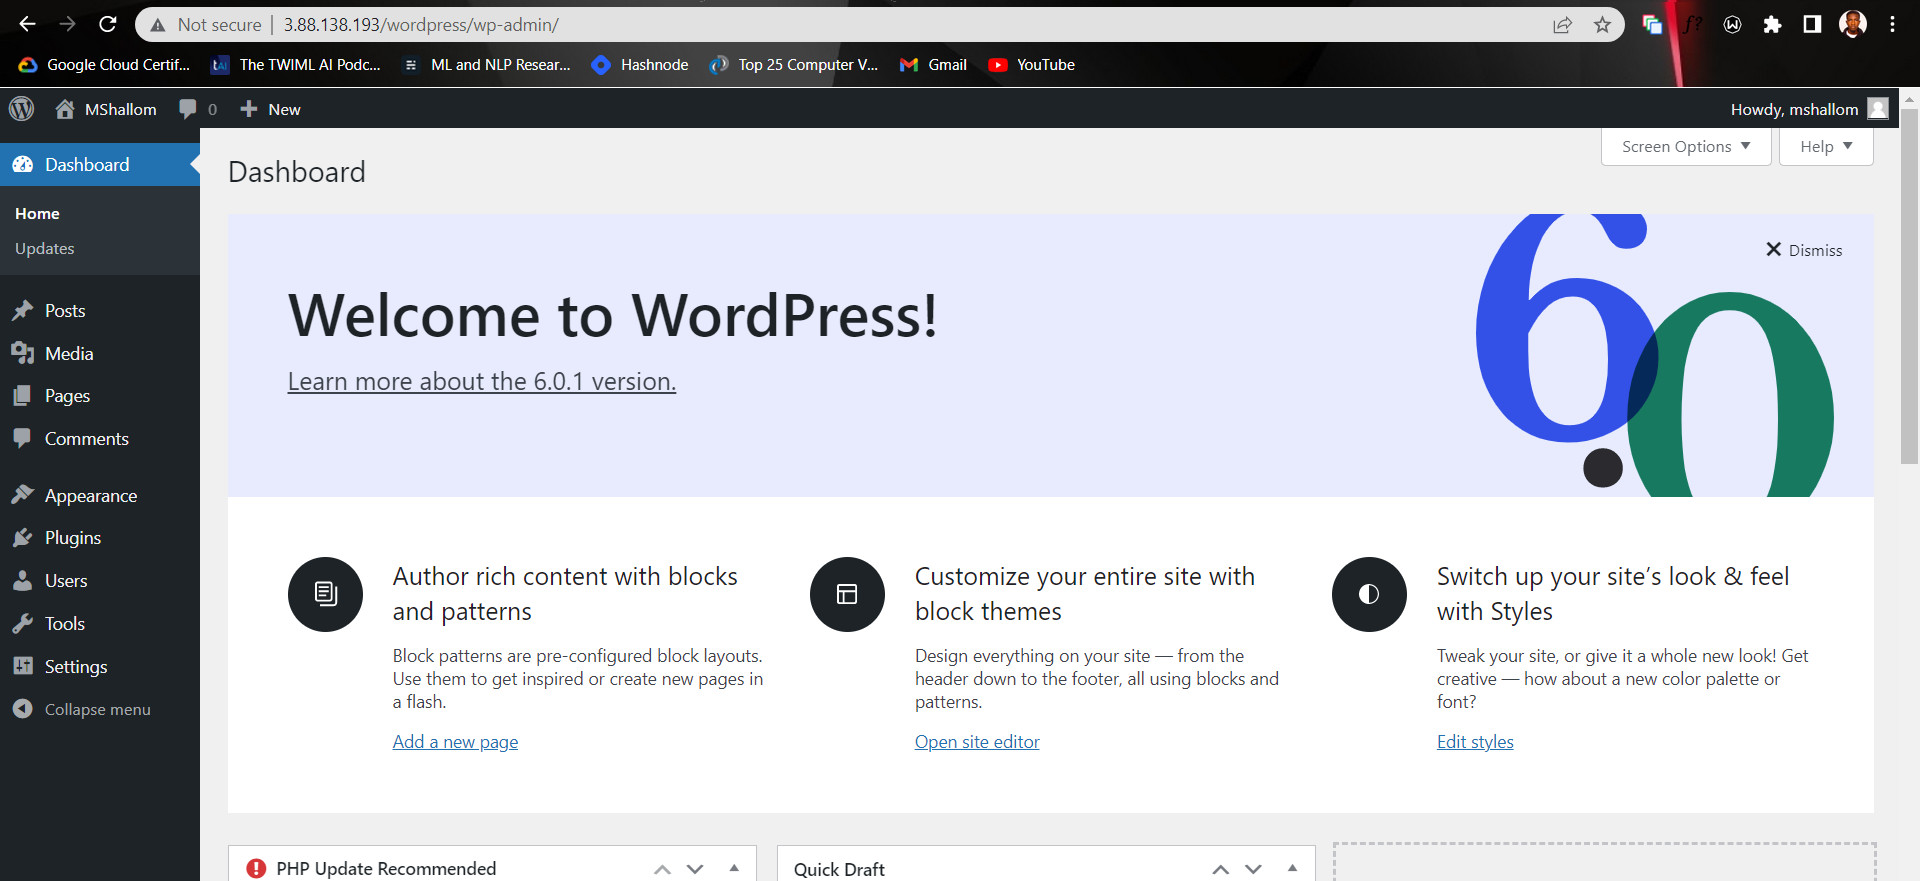 Not secure | 3.88.138.193/wordpress/wp-admin/
Google Cloud Certif... The TWIML AI Podc... ML and NLP Resear... Hashnode Top 25 Computer V... Gmail YouTube
MShallom 0 New Howdy, mshallom
Dashboard
Home
Updates
Posts
Media
Pages
Comments
Appearance
Plugins
Users
Tools
Settings
Collapse menu
Screen Options Help
Dashboard
6.0
Dismiss
Welcome to WordPress!
Learn more about the 6.0.1 version.
Author rich content with blocks
and patterns
Block patterns are pre-configured block layouts.
Use them to get inspired or create new pages in
a flash.
Add a new page
Customize your entire site with
block themes
Design everything on your site — from the
header down to the footer, all using blocks and
patterns.
Open site editor
Switch up your site’s look & feel
with Styles
Tweak your site, or give it a whole new look! Get
creative — how about a new color palette or
font?
Edit styles
PHP Update Recommended
Quick Draft